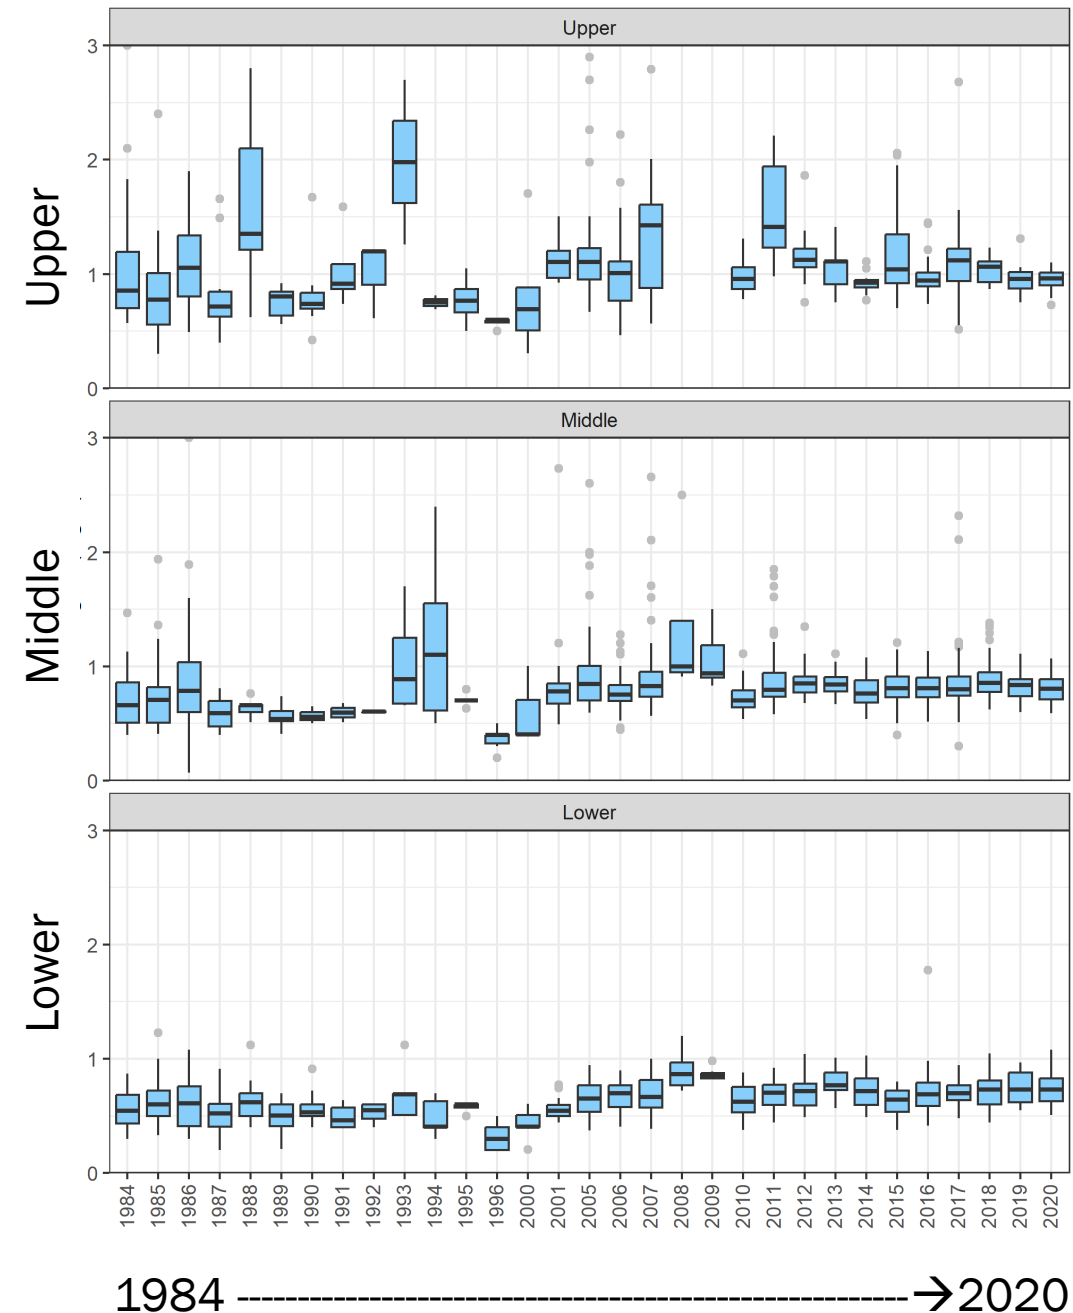 Upper
Upper
3
2
1
0
Middle
Middle
3
2
1
0
Lower
Lower
3
2
1
0
1984 1985 1986 1987 1988 1989 1990 1991 1992 1993 1994 1995 1996 2000 2001 2005 2006 2007 2008 2009 2010 2011 2012 2013 2014 2015 2016 2017 2018 2019 2020
1984 ------------------------------------------→2020